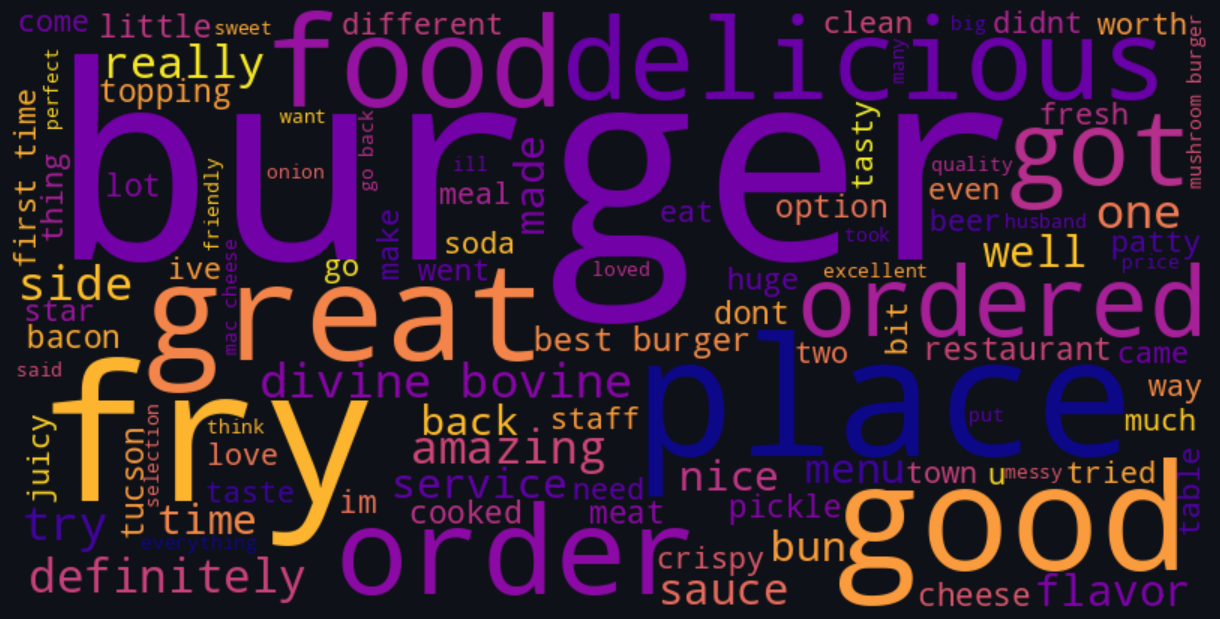 come
little
sweet
food
different
delicious
clean
big
didnt
worth
really
topping
perfect
many
mushroom burger
first time
burger
want
go back
tasty
fresh
got
thing
lot
friendly
onion
ill
meal
made
eat
option
quality
even
beer
husband
one
took
make
soda
well
patty
price
side
ive
go
went
loved
huge
excellent
star
mac cheese
great
dont
ordered
bacon
best burger
two
bit
restaurant
came
said
fry
divine bovine
place
way
juicy
selection
think
back
staff
put
much
tucson
love
amazing
nice
menu
town
u
messy
tried
table
taste
im
service
need
try
time
cooked
meat
pickle
good
everything
order
crispy
bun
definitely
sauce
cheese
flavor